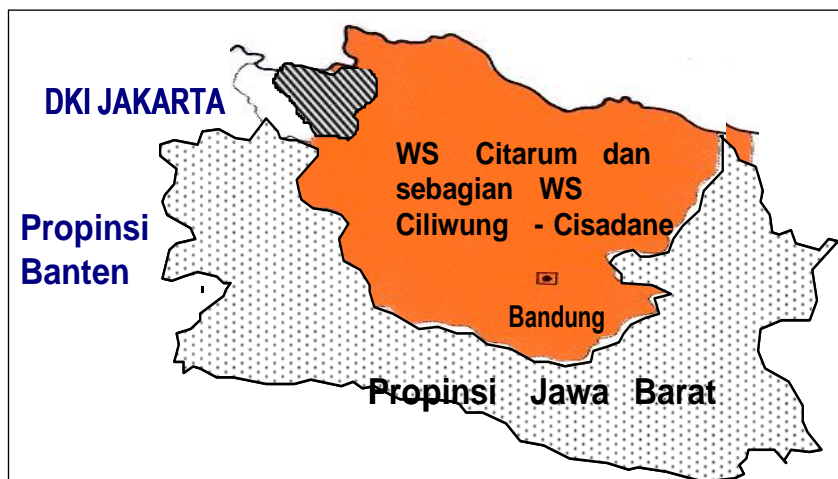 DKI JAKARTA
WS Citarum dan
sebagian WS
Ciliwung - Cisadane
Propinsi
Banten
Bandung
Propinsi Jawa Barat